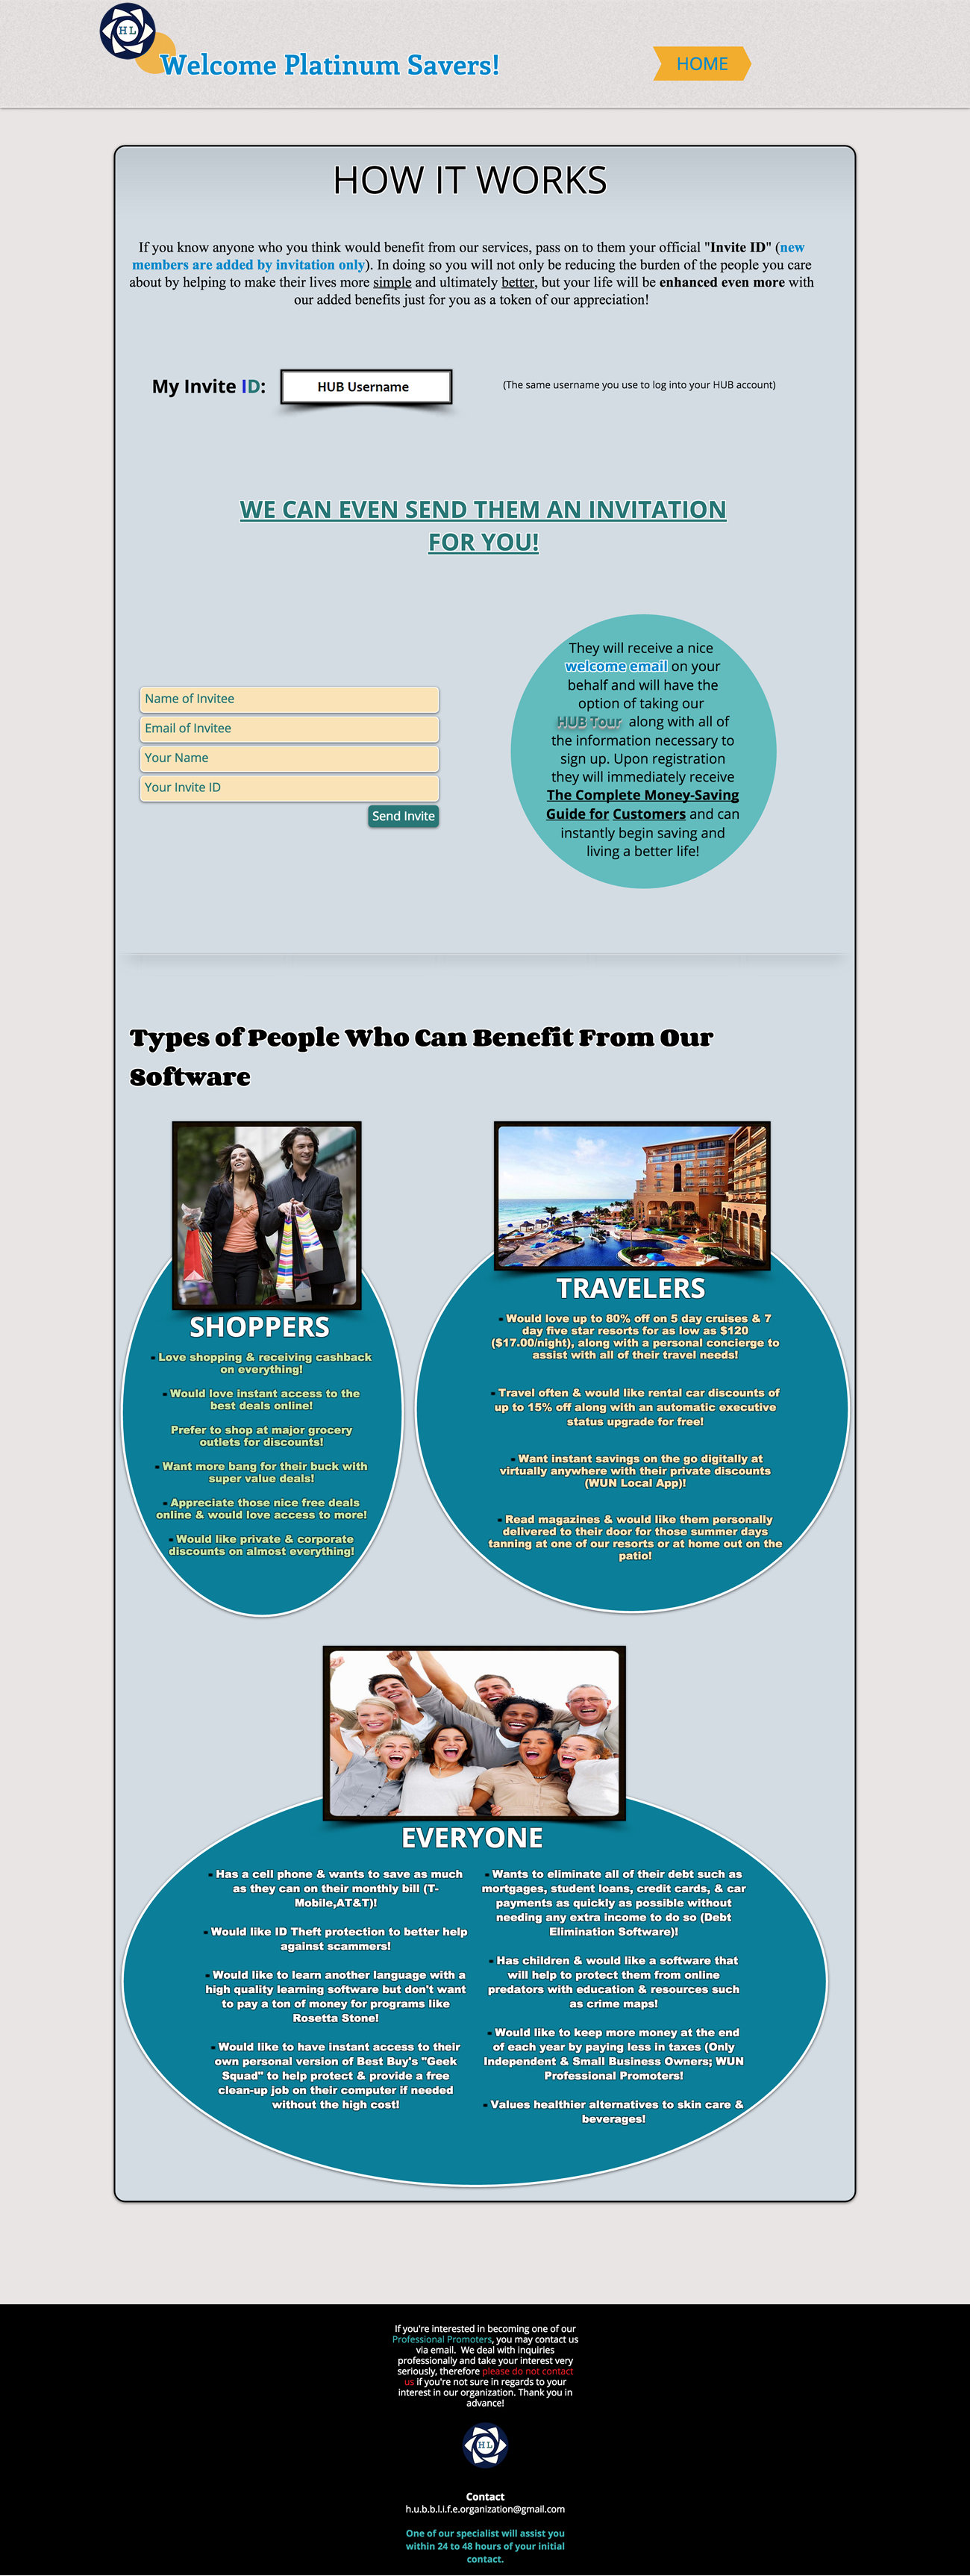 HL
Welcome Platinum Savers!
HOME
HOW IT WORKS
If you know anyone who you think would benefit from our services, pass on to them your official "Invite ID" (new
members are added by invitation only). In doing so you will not only be reducing the burden of the people you care
about by helping to make their lives more simple and ultimately better, but your life will be enhanced even more with
our added benefits just for you as a token of our appreciation!
My Invite ID:
HUB Username
(The same username you use to log into your HUB account)
WE CAN EVEN SEND THEM AN INVITATION
FOR YOU!
Name of Invitee
Email of Invitee
Your Name
Your Invite ID
Send Invite
They will receive a nice
welcome email on your
behalf and will have the
option of taking our
HUB Tour along with all of
the information necessary to
sign up. Upon registration
they will immediately receive
The Complete Money-Saving
Guide for Customers and can
instantly begin saving and
living a better life!
Types of People Who Can Benefit From Our
Software
SHOPPERS
- Love shopping & receiving cashback
on everything!
- Would love instant access to the
best deals online!
Prefer to shop at major grocery
outlets for discounts!
- Want more bang for their buck with
super value deals!
- Appreciate those nice free deals
online & would love access to more!
- Would like private & corporate
discounts on almost everything!
TRAVELERS
- Would love up to 80% off on 5 day cruises & 7
day five star resorts for as low as $120
($17.00/night), along with a personal concierge to
assist with all of their travel needs!
- Travel often & would like rental car discounts of
up to 15% off along with an automatic executive
status upgrade for free!
- Want instant savings on the go digitally at
virtually anywhere with their private discounts
(WUN Local App)!
- Read magazines & would like them personally
delivered to their door for those summer days
tanning at one of our resorts or at home out on the
patio!
EVERYONE
- Has a cell phone & wants to save as much
as they can on their monthly bill (T-
Mobile,AT&T)!
- Would like ID Theft protection to better help
against scammers!
- Would like to learn another language with a
high quality learning software but don't want
to pay a ton of money for programs like
Rosetta Stone!
- Would like to have instant access to their
own personal version of Best Buy's "Geek
Squad" to help protect & provide a free
clean-up job on their computer if needed
without the high cost!
- Wants to eliminate all of their debt such as
mortgages, student loans, credit cards, & car
payments as quickly as possible without
needing any extra income to do so (Debt
Elimination Software)!
- Has children & would like a software that
will help to protect them from online
predators with education & resources such
as crime maps!
- Would like to keep more money at the end
of each year by paying less in taxes (Only
Independent & Small Business Owners; WUN
Professional Promoters!
- Values healthier alternatives to skin care &
beverages!
If you're interested in becoming one of our
Professional Promoters, you may contact us
via email. We deal with inquiries
professionally and take your interest very
seriously, therefore please do not contact
us if you're not sure in regards to your
interest in our organization. Thank you in
advance!
HL
Contact
h.u.b.b.l.i.f.e.organization@gmail.com
One of our specialist will assist you
within 24 to 48 hours of your initial
contact.